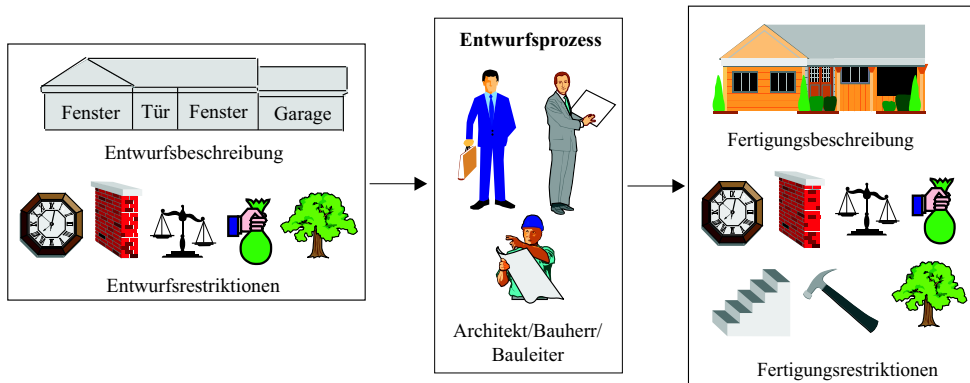 Fenster Tür Fenster Garage
Entwurfsbeschreibung
Entwurfsrestriktionen
Entwurfsprozess
Architekt/Bauherr/
Bauleiter
Fertigungsbeschreibung
Fertigungsrestriktionen